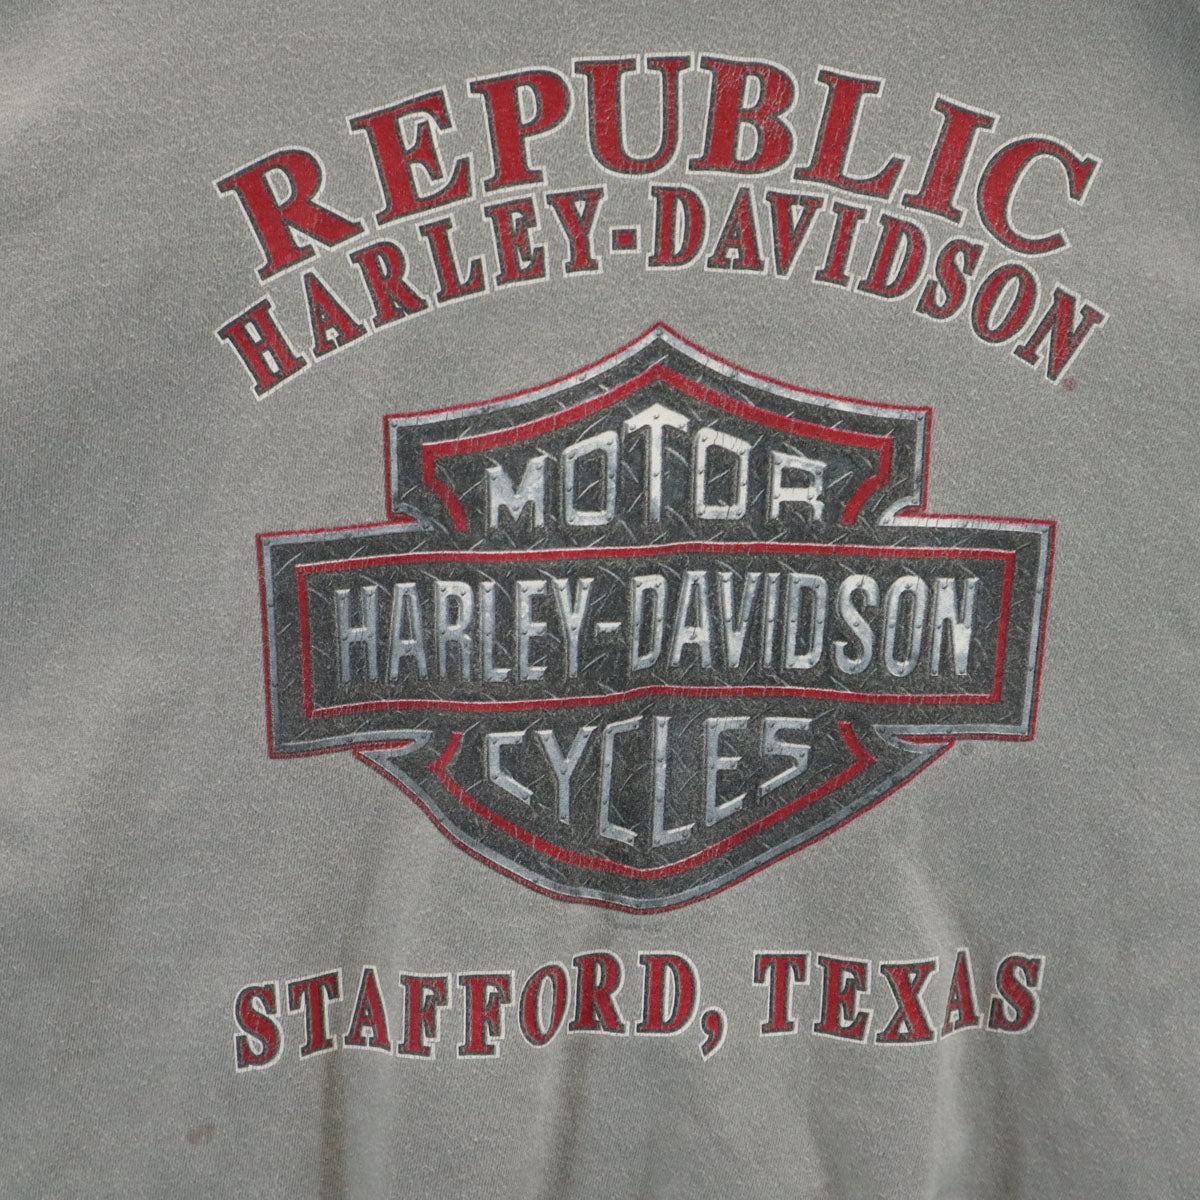 REPUBLIC
HARLEY-DAVIDSON®
MOTOR
HARLEY-DAVIDSON
CYCLES
®
STAFFORD, TEXAS